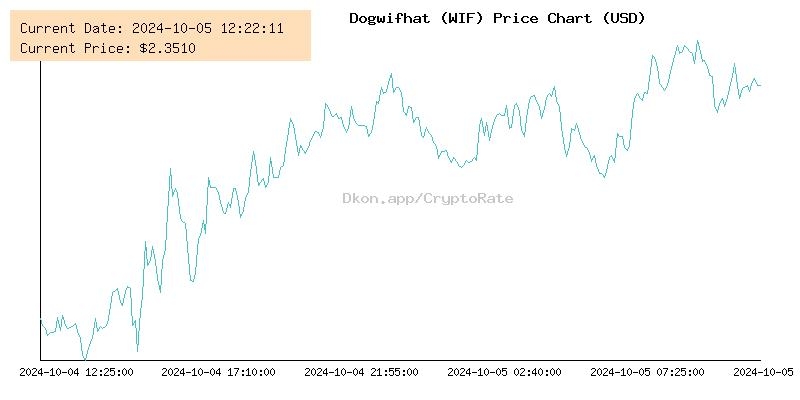 Dogwifhat (WIF) Price Chart (USD)
Current Date: 2024-10-05 12:22:11
Current Price: $2.3510
Dkon.app/CryptoRate
2024-10-04 12:25:00 2024-10-04 17:10:00 2024-10-04 21:55:00 2024-10-05 02:40:00 2024-10-05 07:25:00 2024-10-05